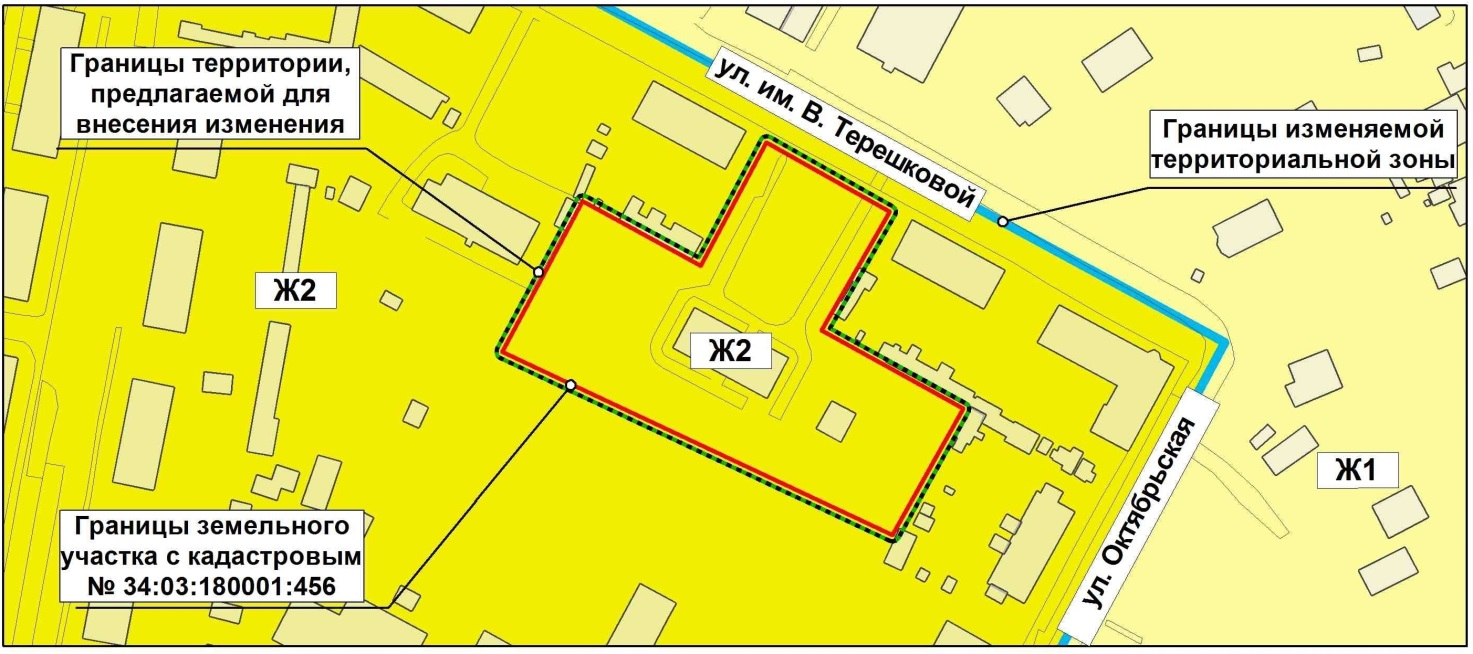 Границы территории,
предлагаемой для
внесения изменения
ул. им. В. Терешковой
Границы изменяемой
территориальной зоны
Ж2
Ж2
Ж1
ул. Октябрьская
Границы земельного
участка с кадастровым
№ 34:03:180001:456